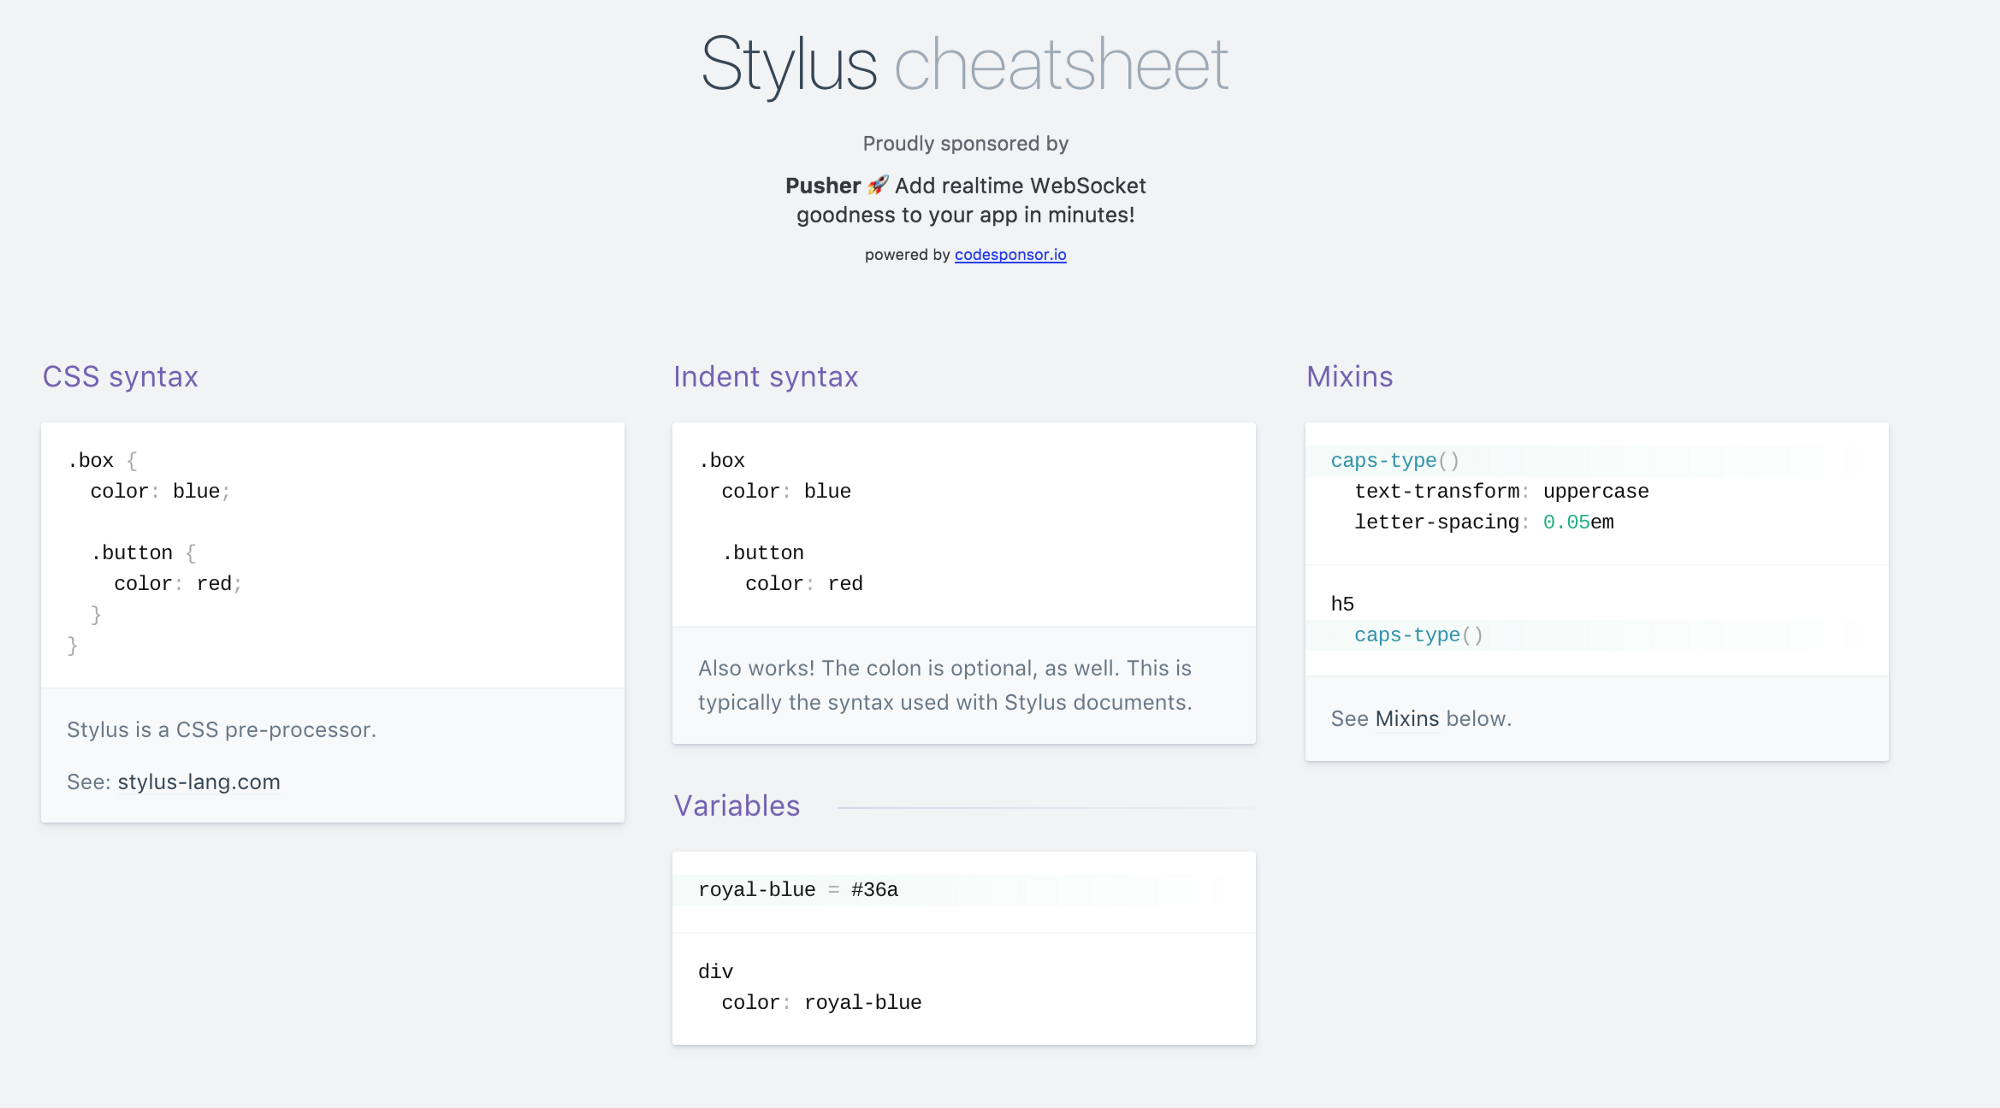 Stylus cheatsheet
Proudly sponsored by
Pusher 🚀 Add realtime WebSocket
goodness to your app in minutes!
powered by codesponsor.io
CSS syntax
.box {
  color: blue;
  .button {
    color: red;
  }
}
Stylus is a CSS pre-processor.
See: stylus-lang.com
Indent syntax
.box
  color: blue
  .button
    color: red
Also works! The colon is optional, as well. This is
typically the syntax used with Stylus documents.
Variables
royal-blue = #36a
div
  color: royal-blue
Mixins
caps-type()
  text-transform: uppercase
  letter-spacing: 0.05em
h5
  caps-type()
See Mixins below.